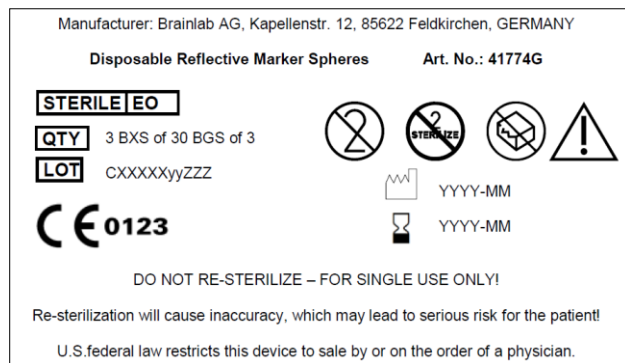 Manufacturer: Brainlab AG, Kapellenstr. 12, 85622 Feldkirchen, GERMANY
Disposable Reflective Marker Spheres Art. No.: 41774G
STERILE EO
QTY 3 BXS of 30 BGS of 3
2
2 STERILIZE
LOT CXXXXXyyZZZ
YYYY-MM
CE 0123
YYYY-MM
DO NOT RE-STERILIZE – FOR SINGLE USE ONLY!
Re-sterilization will cause inaccuracy, which may lead to serious risk for the patient!
U.S.federal law restricts this device to sale by or on the order of a physician.